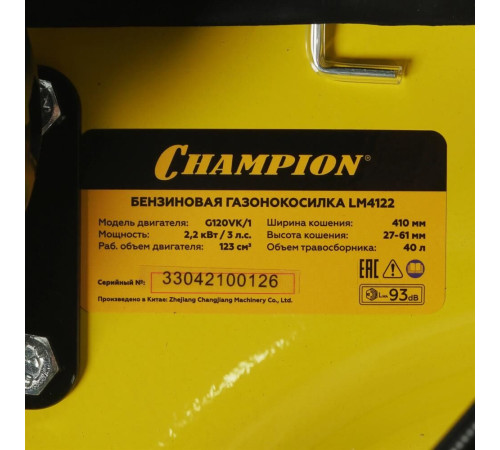 CHAMPION®
БЕНЗИНОВАЯ ГАЗОНОКОСИЛКА LM4122
Модель двигателя: G120VK/1 Ширина кошения: 410 мм
Мощность: 2,2 кВт / 3 л.с. Высота кошения: 27-61 мм
Раб. объем двигателя: 123 см³ Объем травосборника: 40 л
EAC
Серийный №: 33042100126
LWA 93dB
Произведено в Китае: Zhejiang Changjiang Machinery Co., Ltd.